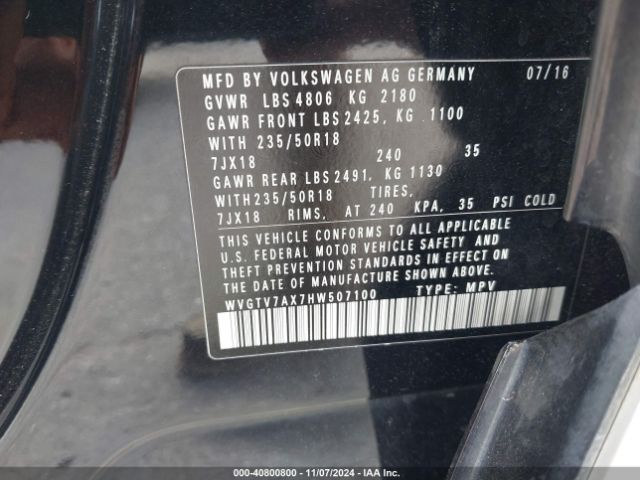 MFD BY VOLKSWAGEN AG GERMANY 07/16
GVWR LBS 4806 KG 2180
GAWR FRONT LBS 2425, KG 1100
WITH 235/50R18
7JX18 240 35
GAWR REAR LBS 2491, KG 1130
WITH 235/50R18 TIRES,
7JX18 RIMS, AT 240 KPA, 35 PSI COLD
THIS VEHICLE CONFORMS TO ALL APPLICABLE
U.S. FEDERAL MOTOR VEHICLE SAFETY AND
THEFT PREVENTION STANDARDS IN EFFECT ON THE
DATE OF MANUFACTURE SHOWN ABOVE.
WVGTV7AX7HW507100 TYPE: MPV
000-40800800 - 11/07/2024 - IAA Inc.